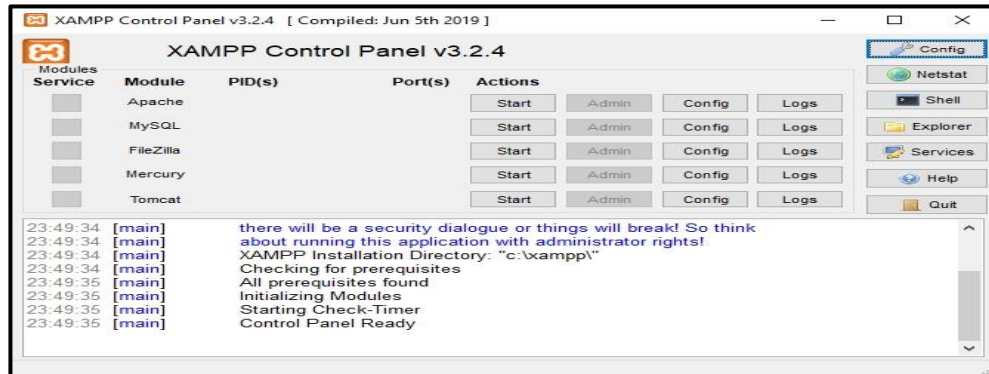 XAMPP Control Panel v3.2.4 [ Compiled: Jun 5th 2019 ]
XAMPP Control Panel v3.2.4
Config
Modules
Service Module PID(s) Port(s) Actions
Netstat
Apache Start Admin Config Logs
Shell
MySQL Start Admin Config Logs
Explorer
FileZilla Start Admin Config Logs
Services
Mercury Start Admin Config Logs
Help
Tomcat Start Admin Config Logs
Quit
23:49:34 [main] there will be a security dialogue or things will break! So think
23:49:34 [main] about running this application with administrator rights!
23:49:34 [main] XAMPP Installation Directory: "c:\xampp\"
23:49:34 [main] Checking for prerequisites
23:49:35 [main] All prerequisites found
23:49:35 [main] Initializing Modules
23:49:35 [main] Starting Check-Timer
23:49:35 [main] Control Panel Ready